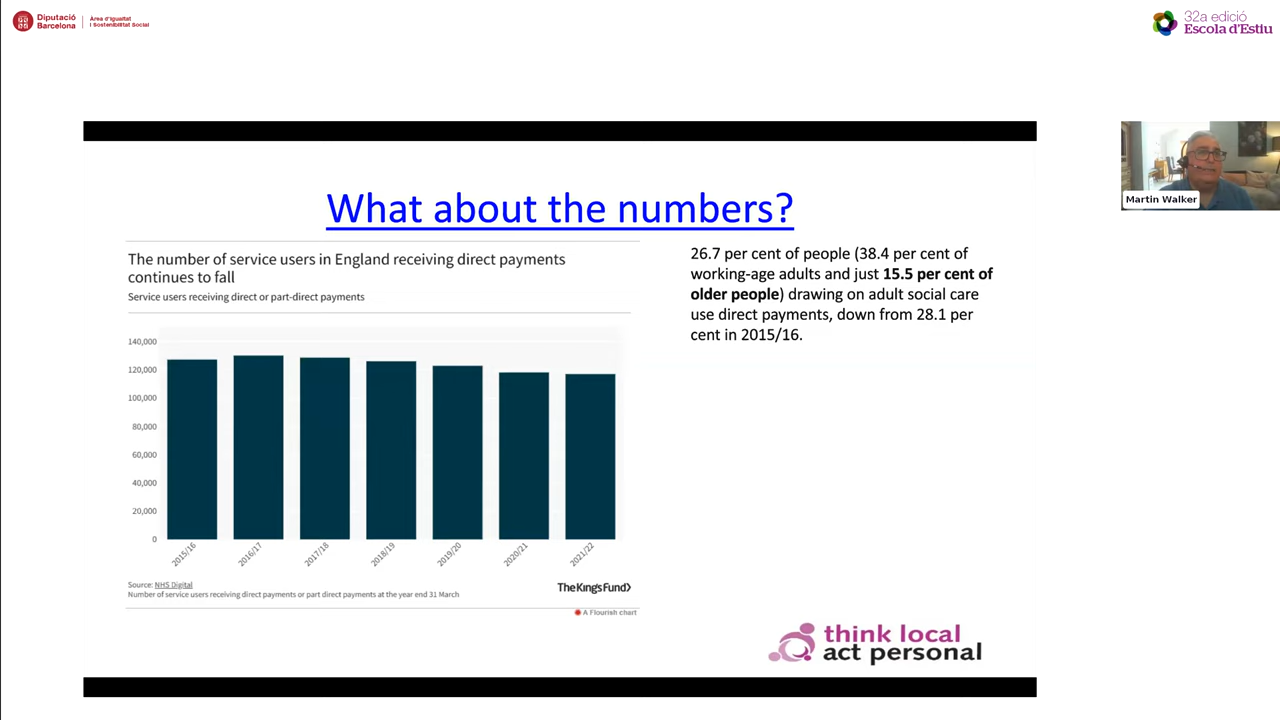 Diputació
Barcelona
Àrea d'Igualtat
i Sostenibilitat Social
32a edició
Escola d'Estiu
Martin Walker
What about the numbers?
The number of service users in England receiving direct payments
continues to fall
Service users receiving direct or part-direct payments
140,000
120,000
100,000
80,000
60,000
40,000
20,000
0
2015/16
2016/17
2017/18
2018/19
2019/20
2020/21
2021/22
Source: NHS Digital
Number of service users receiving direct payments or part direct payments at the year end 31 March
TheKingsFund>
A Flourish chart
26.7 per cent of people (38.4 per cent of
working-age adults and just 15.5 per cent of
older people) drawing on adult social care
use direct payments, down from 28.1 per
cent in 2015/16.
think local
act personal